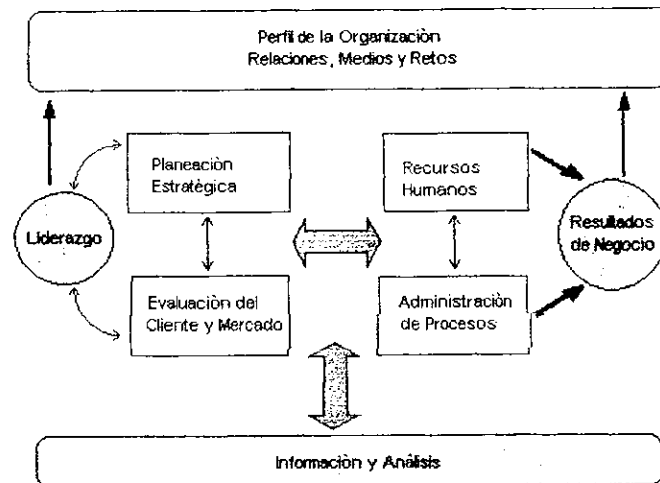 Perfil de la Organización
Relaciones, Medios y Retos
Planeación
Estratégica
Recursos
Humanos
Liderazgo
Resultados
de Negocio
Evaluación del
Cliente y Mercado
Administración
de Procesos
Información y Análisis